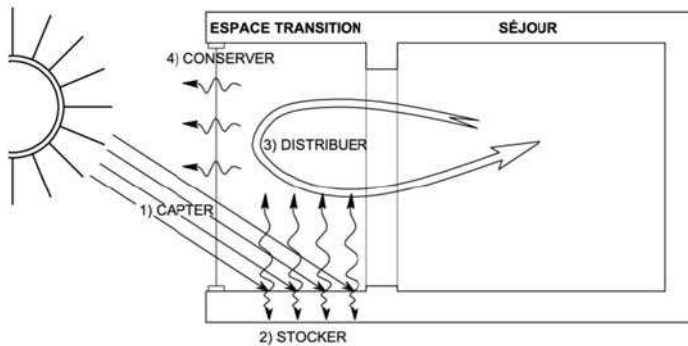 ESPACE TRANSITION
SÉJOUR
4) CONSERVER
3) DISTRIBUER
1) CAPTER
2) STOCKER